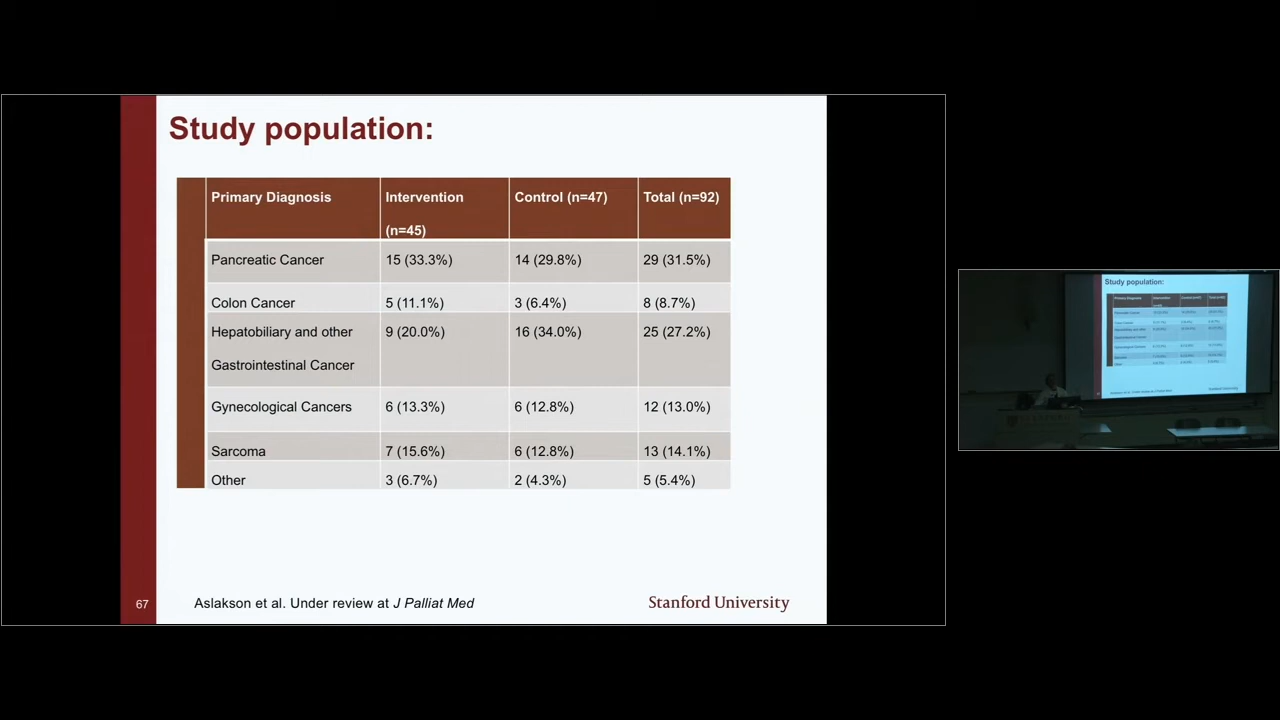 Study population:
Primary Diagnosis Intervention (n=45) Control (n=47) Total (n=92)
Pancreatic Cancer 15 (33.3%) 14 (29.8%) 29 (31.5%)
Colon Cancer 5 (11.1%) 3 (6.4%) 8 (8.7%)
Hepatobiliary and other 9 (20.0%) 16 (34.0%) 25 (27.2%)
Gastrointestinal Cancer
Gynecological Cancers 6 (13.3%) 6 (12.8%) 12 (13.0%)
Sarcoma 7 (15.6%) 6 (12.8%) 13 (14.1%)
Other 3 (6.7%) 2 (4.3%) 5 (5.4%)
67 Aslakson et al. Under review at J Palliat Med Stanford University
Study population: